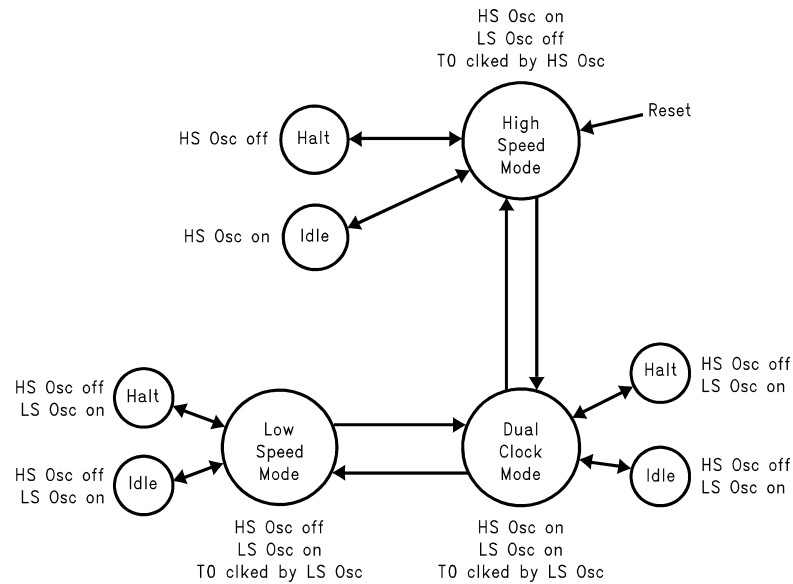 HS Osc on
LS Osc off
T0 clked by HS Osc
Reset
High
Speed
Mode
HS Osc off
Halt
HS Osc on
Idle
HS Osc off
LS Osc on
Halt
HS Osc off
LS Osc on
Idle
Low
Speed
Mode
HS Osc off
LS Osc on
T0 clked by LS Osc
Dual
Clock
Mode
HS Osc on
LS Osc on
T0 clked by LS Osc
Halt
HS Osc off
LS Osc on
Idle
HS Osc off
LS Osc on